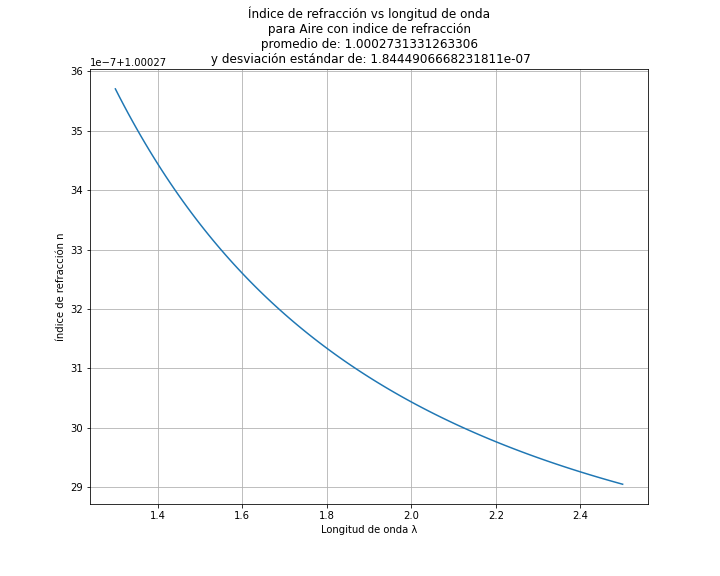 Índice de refracción vs longitud de onda
para Aire con indice de refracción
promedio de: 1.0002731331263306
y desviación estándar de: 1.8444906668231811e-07
1e-7+1.00027
36
35
34
33
32
31
30
29
índice de refracción n
1.4 1.6 1.8 2.0 2.2 2.4
Longitud de onda λ